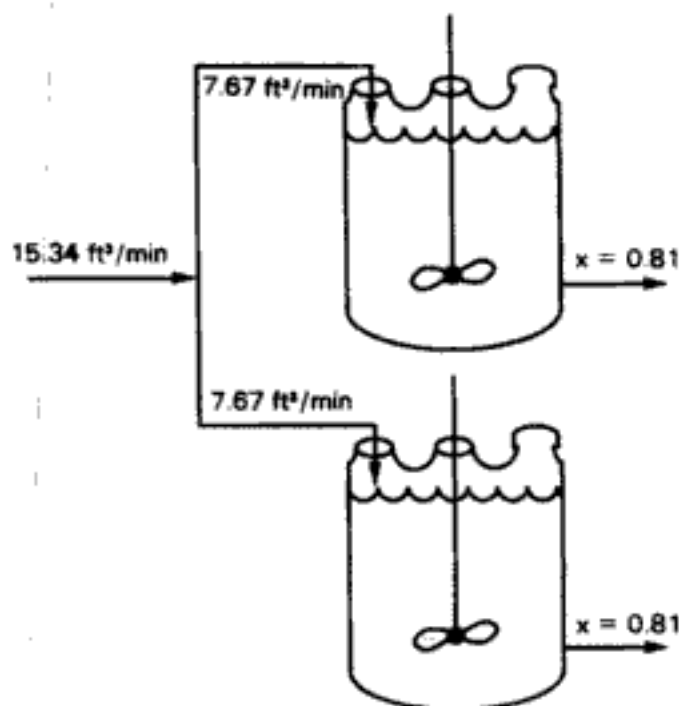 7.67 ft³/min
15.34 ft³/min
x = 0.81
7.67 ft³/min
x = 0.81